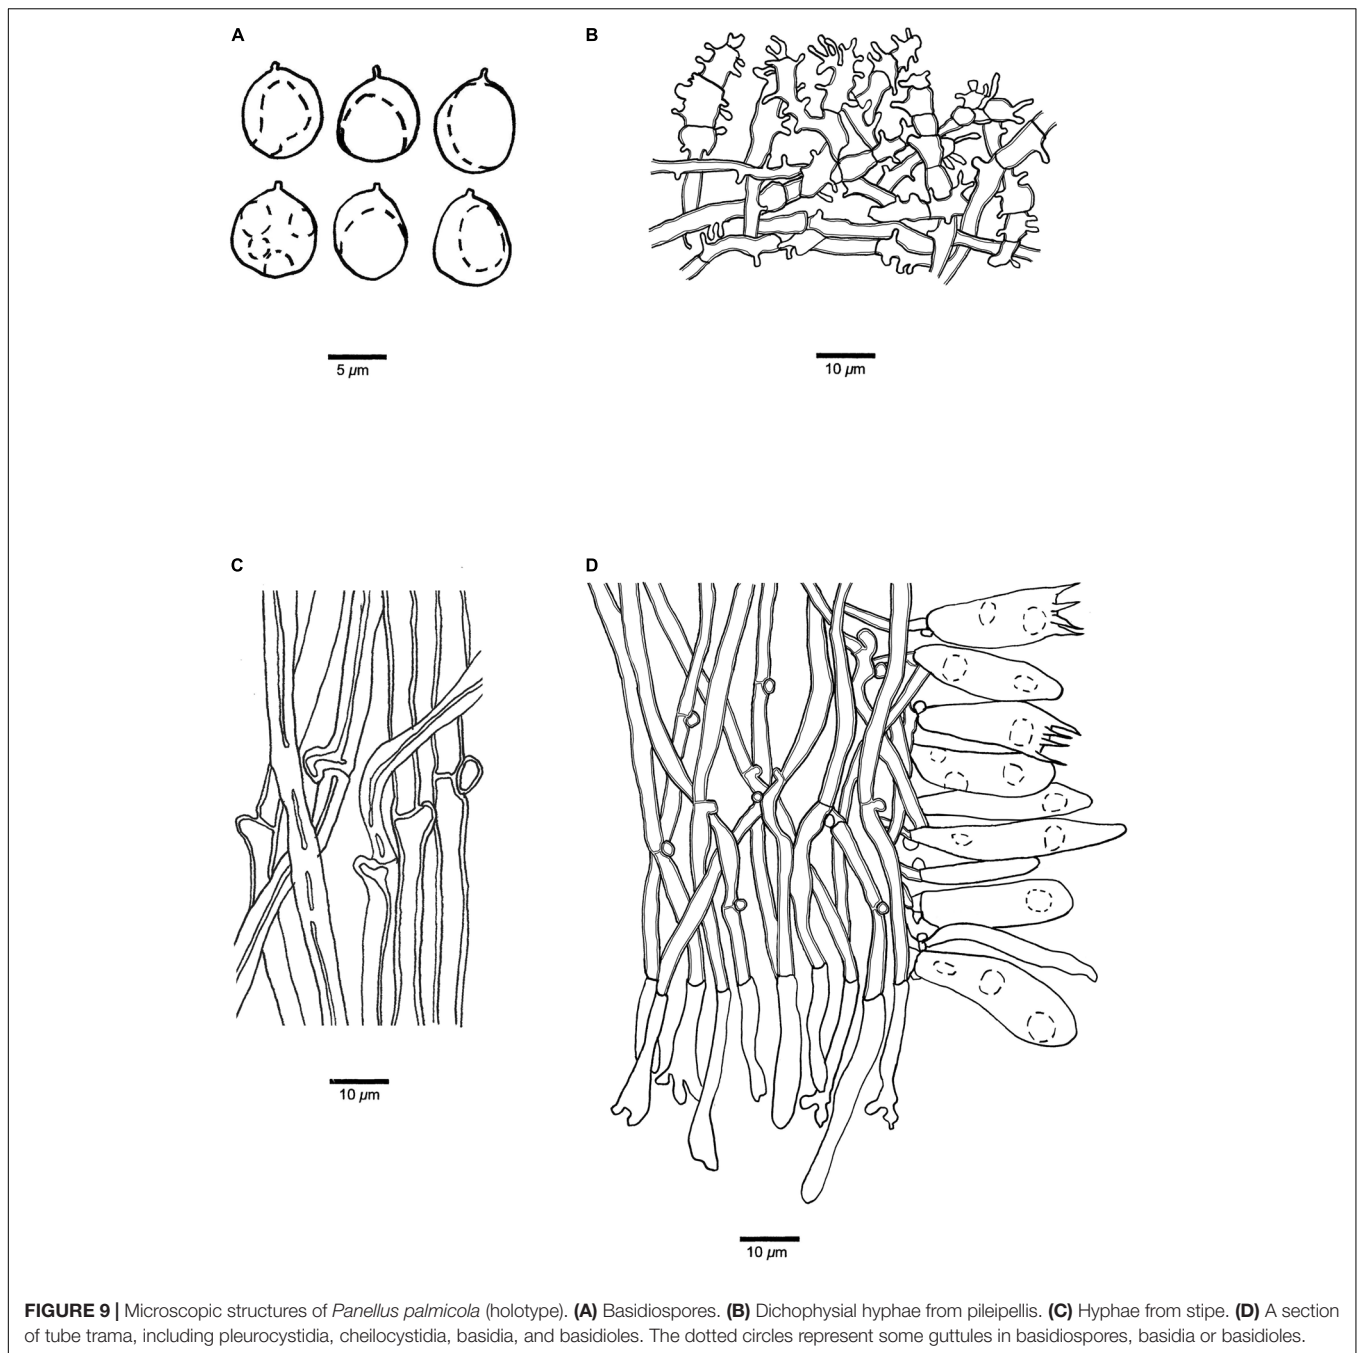 A
B
5 µm
10 µm
C
D
10 µm
10 µm
FIGURE 9 | Microscopic structures of Panellus palmicola (holotype). (A) Basidiospores. (B) Dichophysial hyphae from pileipellis. (C) Hyphae from stipe. (D) A section
of tube trama, including pleurocystidia, cheilocystidia, basidia, and basidioles. The dotted circles represent some guttules in basidiospores, basidia or basidioles.